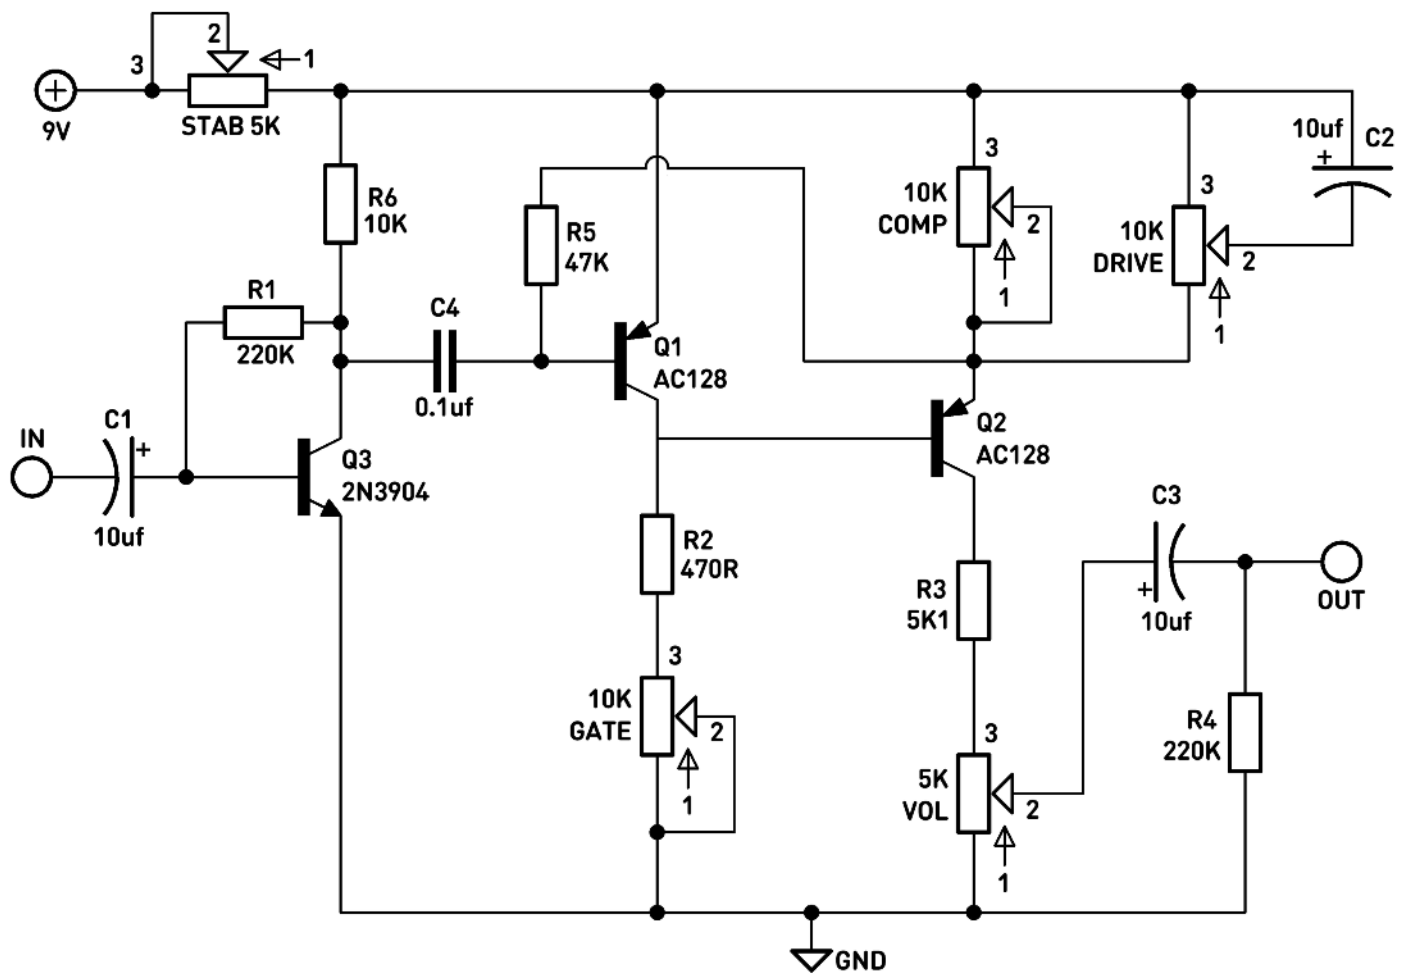 2
1
3
9V
STAB 5K
R6
10K
R1
220K
C1
+
10uf
IN
Q3
2N3904
C4
0.1uf
R5
47K
Q1
AC128
R2
470R
3
10K
GATE
2
1
3
10K
COMP
2
1
3
10K
DRIVE
2
1
10uf
+
C2
Q2
AC128
R3
5K1
3
5K
VOL
2
1
C3
+
10uf
OUT
R4
220K
GND